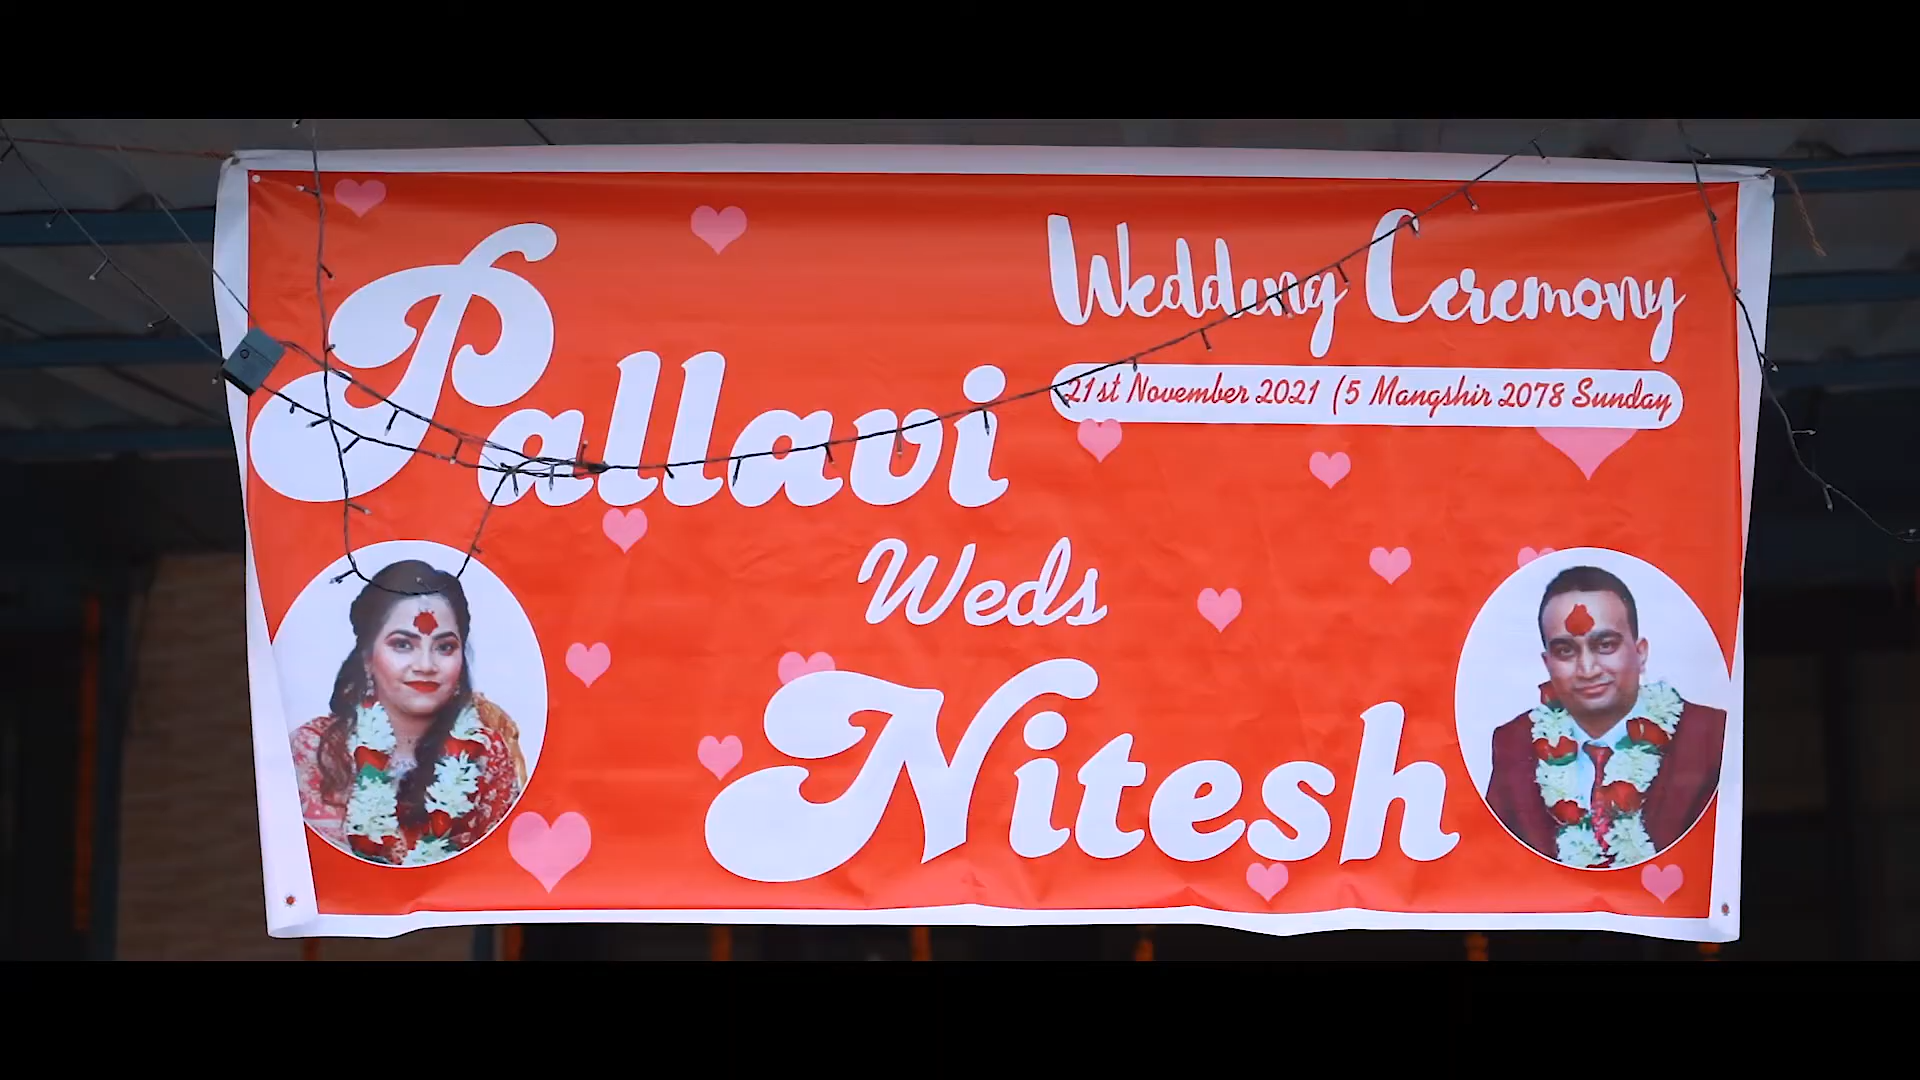 Pallavi
Wedding Ceremony
21st November 2021 (5 Mangshir 2078 Sunday
Weds
Nitesh